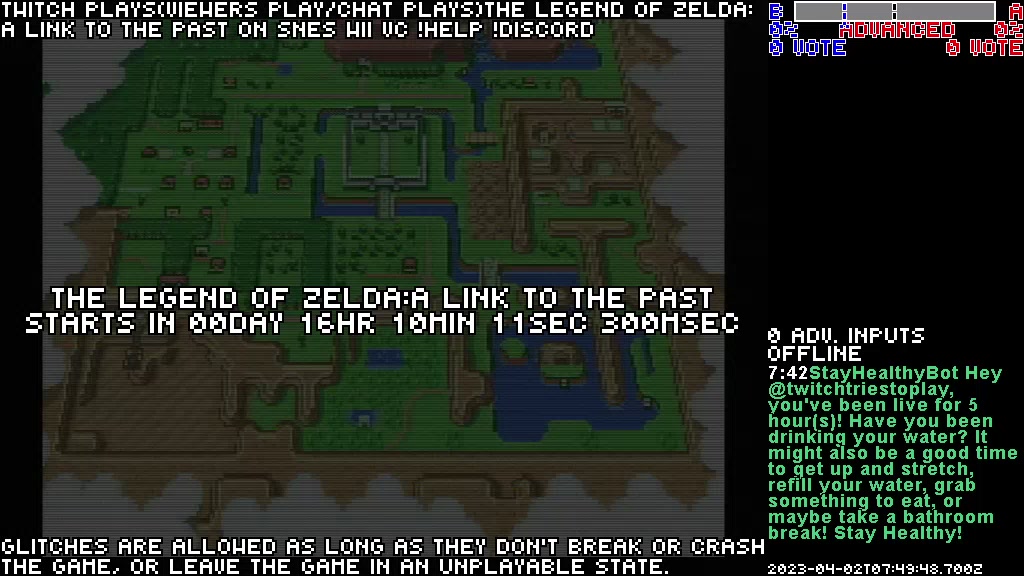 TWITCH PLAYS(VIEWERS PLAY/CHAT PLAYS)THE LEGEND OF ZELDA:
A LINK TO THE PAST ON SNES WII VC !HELP !DISCORD
B A
0% ADVANCED 0%
0 VOTE 0 VOTE
THE LEGEND OF ZELDA:A LINK TO THE PAST
STARTS IN 00DAY 16HR 10MIN 11SEC 300MSEC
0 ADV. INPUTS
OFFLINE
7:42StayHealthyBot Hey
@twitchtriestoplay,
you've been live for 5
hour(s)! Have you been
drinking your water? It
might also be a good time
to get up and stretch,
refill your water, grab
something to eat, or
maybe take a bathroom
break! Stay Healthy!
GLITCHES ARE ALLOWED AS LONG AS THEY DON'T BREAK OR CRASH
THE GAME, OR LEAVE THE GAME IN AN UNPLAYABLE STATE.
2023-04-02T07:49:48.700Z